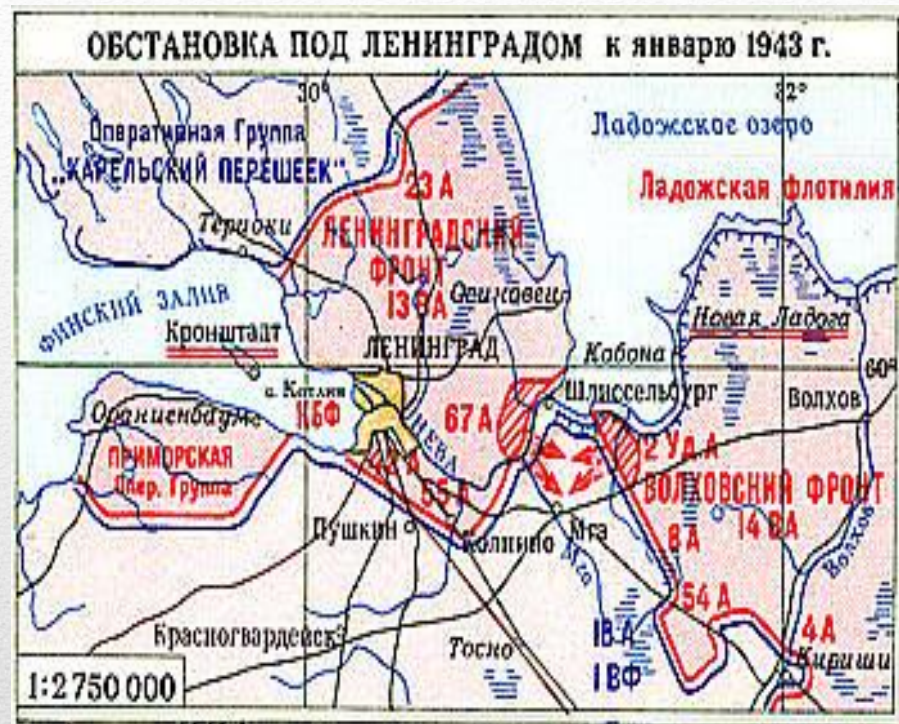 ОБСТАНОВКА ПОД ЛЕНИНГРАДОМ к январю 1943 г.
30°
32°
Оперативная Группа
„КАРЕЛЬСКИЙ ПЕРЕШЕЕК"
Ладожское озеро
23 А
Ладожская флотилия
Териоки
ЛЕНИНГРАДСКИЙ
ФРОНТ
13 ВА
Осиновец
ФИНСКИЙ ЗАЛИВ
Кронштадт
Новая Ладога
ЛЕНИНГРАД
Кобона
60°
о. Котлин
Шлиссельбург
Волхов
Ораниенбаум
КБФ
67 А
НЕВА
2 Уд. А
ПРИМОРСКАЯ
Опер. Группа
55 А
ВОЛХОВСКИЙ ФРОНТ
14 ВА
Пушкин
Колпино
Мга
8 А
Мга
Волхов
54 А
Красногвардейск
Тосно
4 А
Кириши
1:2 750 000